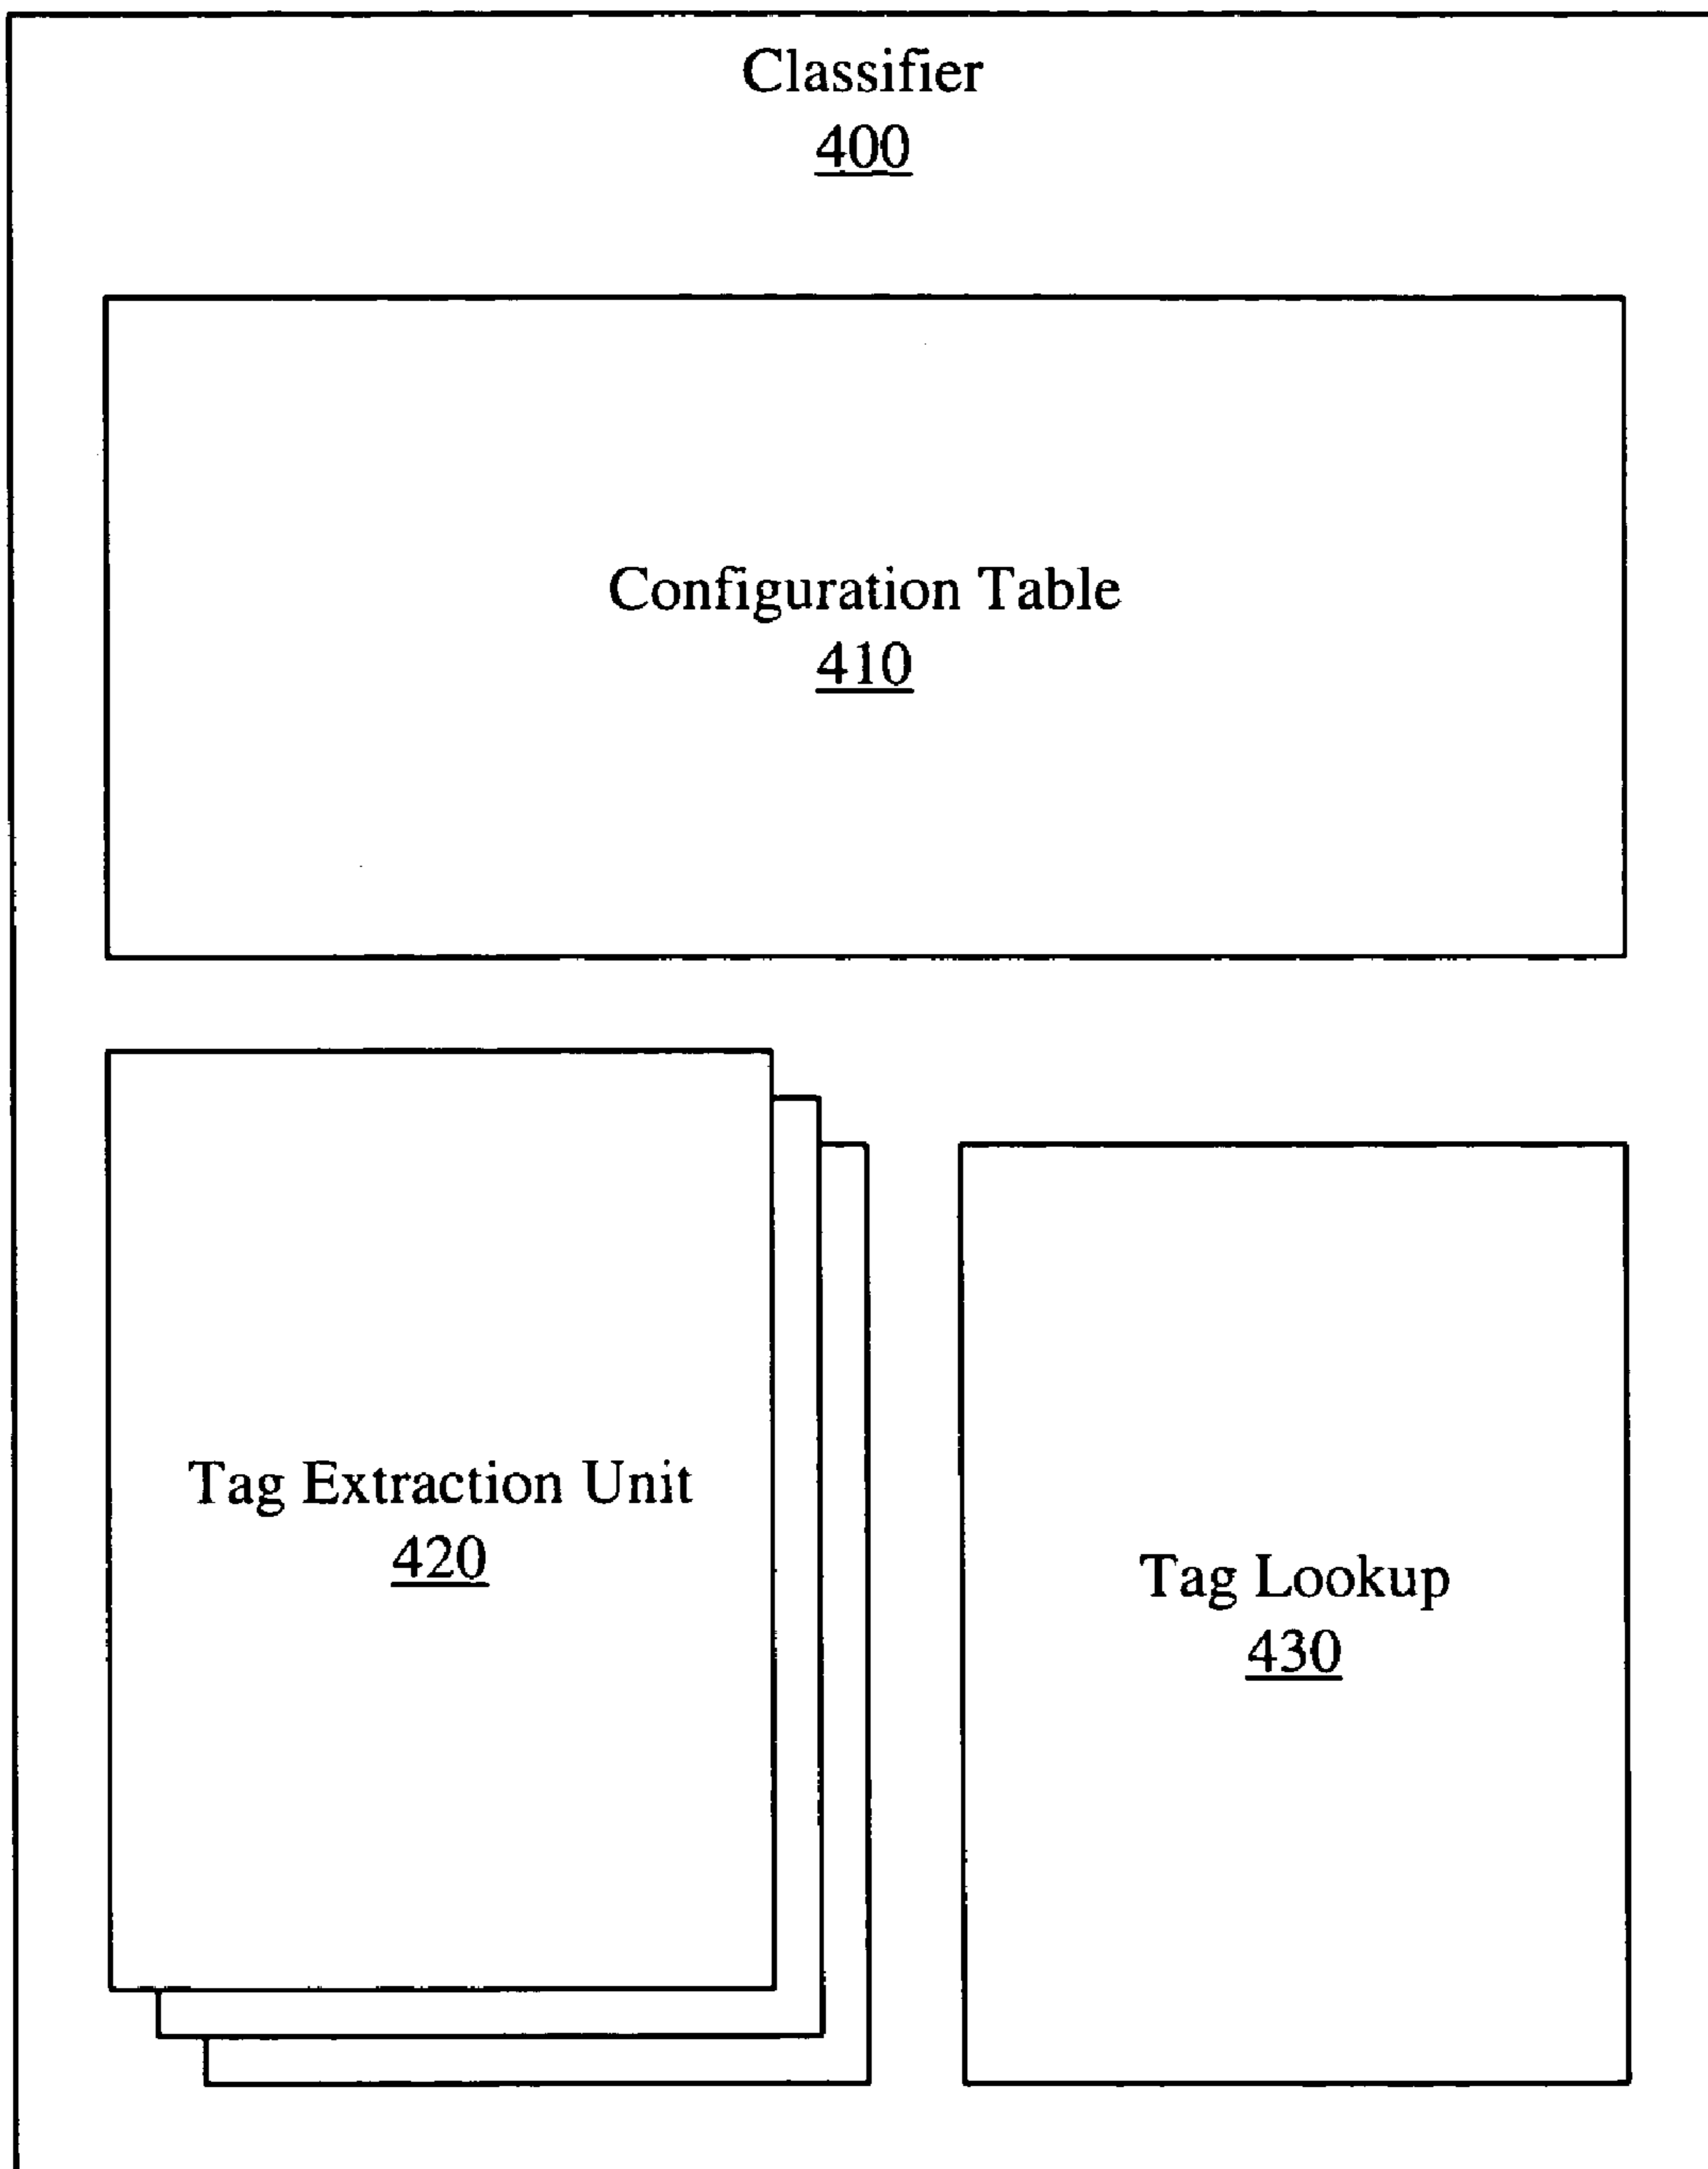 Classifier
400
Configuration Table
410
Tag Extraction Unit
420
Tag Lookup
430